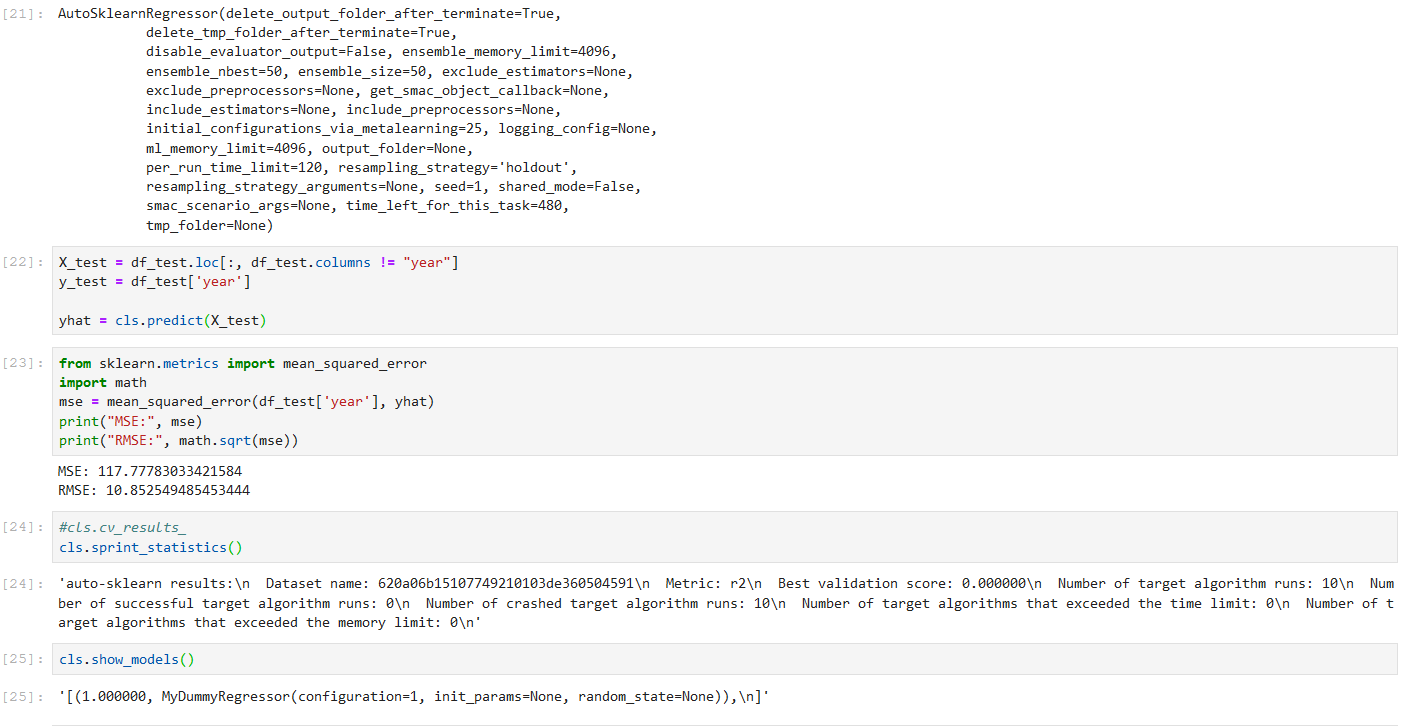 [21]: AutoSklearnRegressor(delete_output_folder_after_terminate=True,
           delete_tmp_folder_after_terminate=True,
           disable_evaluator_output=False, ensemble_memory_limit=4096,
           ensemble_nbest=50, ensemble_size=50, exclude_estimators=None,
           exclude_preprocessors=None, get_smac_object_callback=None,
           include_estimators=None, include_preprocessors=None,
           initial_configurations_via_metalearning=25, logging_config=None,
           ml_memory_limit=4096, output_folder=None,
           per_run_time_limit=120, resampling_strategy='holdout',
           resampling_strategy_arguments=None, seed=1, shared_mode=False,
           smac_scenario_args=None, time_left_for_this_task=480,
           tmp_folder=None)
[22]: X_test = df_test.loc[:, df_test.columns != "year"]
y_test = df_test['year']
yhat = cls.predict(X_test)
[23]: from sklearn.metrics import mean_squared_error
import math
mse = mean_squared_error(df_test['year'], yhat)
print("MSE:", mse)
print("RMSE:", math.sqrt(mse))
MSE: 117.77783033421584
RMSE: 10.852549485453444
[24]: #cls.cv_results_
cls.sprint_statistics()
[24]: 'auto-sklearn results:\n  Dataset name: 620a06b15107749210103de360504591\n  Metric: r2\n  Best validation score: 0.000000\n  Number of target algorithm runs: 10\n  Num
ber of successful target algorithm runs: 0\n  Number of crashed target algorithm runs: 10\n  Number of target algorithms that exceeded the time limit: 0\n  Number of t
arget algorithms that exceeded the memory limit: 0\n'
[25]: cls.show_models()
[25]: '[(1.000000, MyDummyRegressor(configuration=1, init_params=None, random_state=None)),\n]'